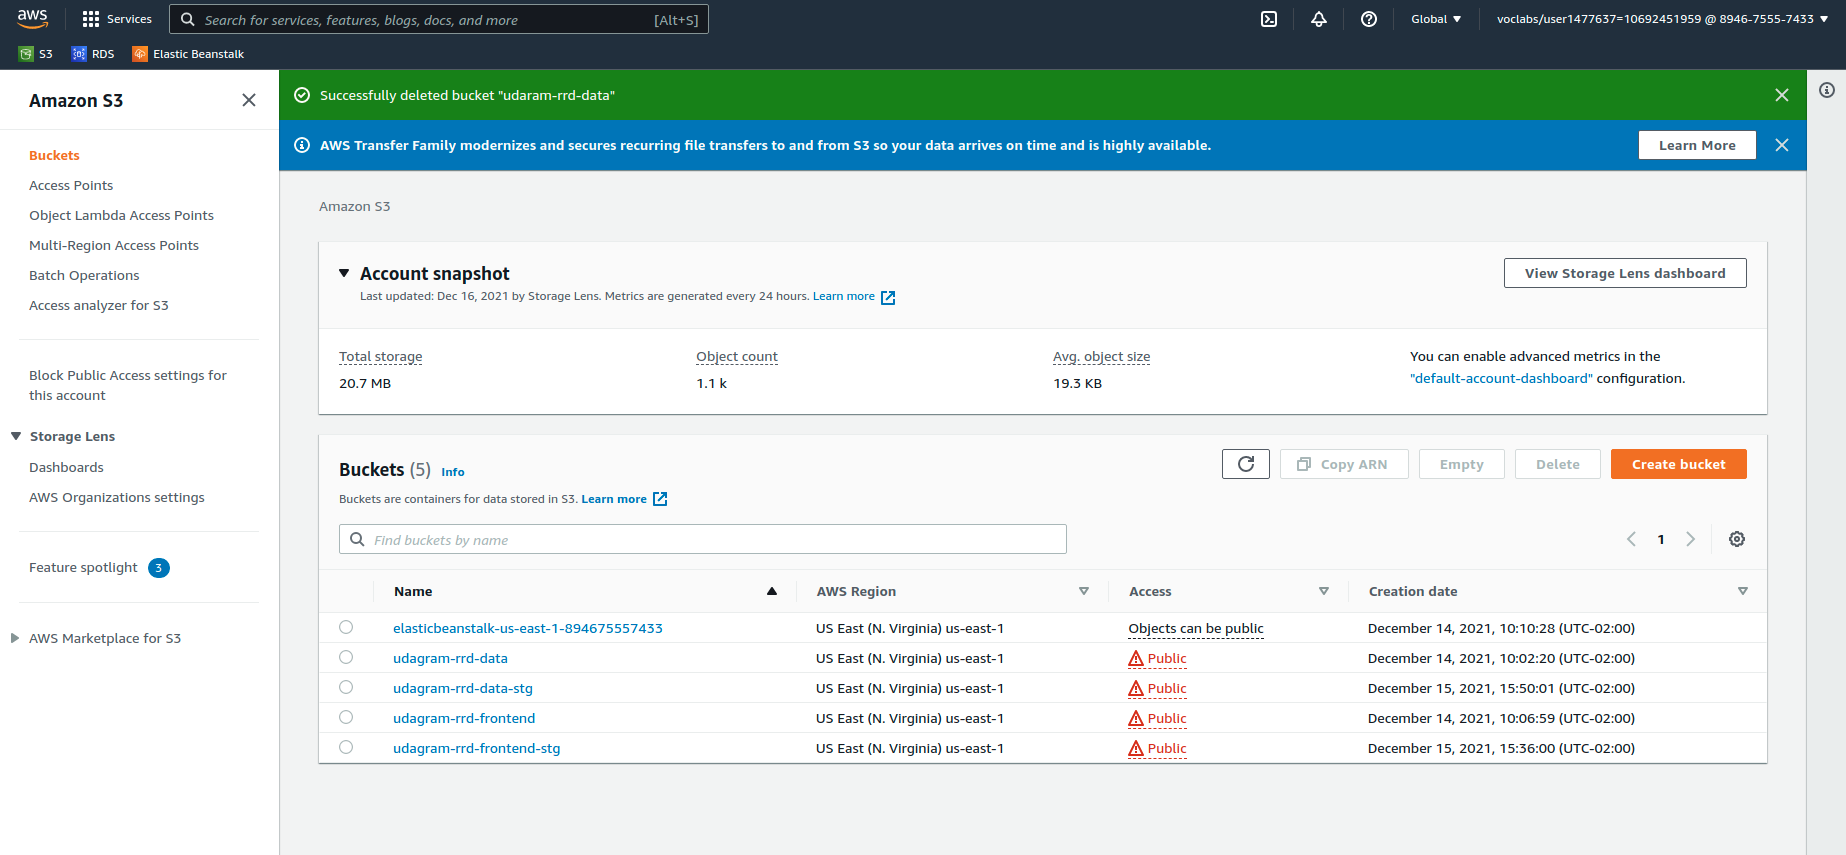 aws
Services
Search for services, features, blogs, docs, and more
[Alt+S]
Global
voclabs/user1477637=10692451959 @ 8946-7555-7433
S3
RDS
Elastic Beanstalk
Amazon S3
Buckets
Access Points
Object Lambda Access Points
Multi-Region Access Points
Batch Operations
Access analyzer for S3
Block Public Access settings for
this account
Storage Lens
Dashboards
AWS Organizations settings
Feature spotlight 3
AWS Marketplace for S3
Successfully deleted bucket "udaram-rrd-data"
AWS Transfer Family modernizes and secures recurring file transfers to and from S3 so your data arrives on time and is highly available.
Learn More
Amazon S3
Account snapshot
Last updated: Dec 16, 2021 by Storage Lens. Metrics are generated every 24 hours. Learn more
View Storage Lens dashboard
Total storage
20.7 MB
Object count
1.1 k
Avg. object size
19.3 KB
You can enable advanced metrics in the
"default-account-dashboard" configuration.
Buckets (5) Info
Buckets are containers for data stored in S3. Learn more
Copy ARN
Empty
Delete
Create bucket
Find buckets by name
1
Name AWS Region Access Creation date
elasticbeanstalk-us-east-1-894675557433 US East (N. Virginia) us-east-1 Objects can be public December 14, 2021, 10:10:28 (UTC-02:00)
udagram-rrd-data US East (N. Virginia) us-east-1 Public December 14, 2021, 10:02:20 (UTC-02:00)
udagram-rrd-data-stg US East (N. Virginia) us-east-1 Public December 15, 2021, 15:50:01 (UTC-02:00)
udagram-rrd-frontend US East (N. Virginia) us-east-1 Public December 14, 2021, 10:06:59 (UTC-02:00)
udagram-rrd-frontend-stg US East (N. Virginia) us-east-1 Public December 15, 2021, 15:36:00 (UTC-02:00)